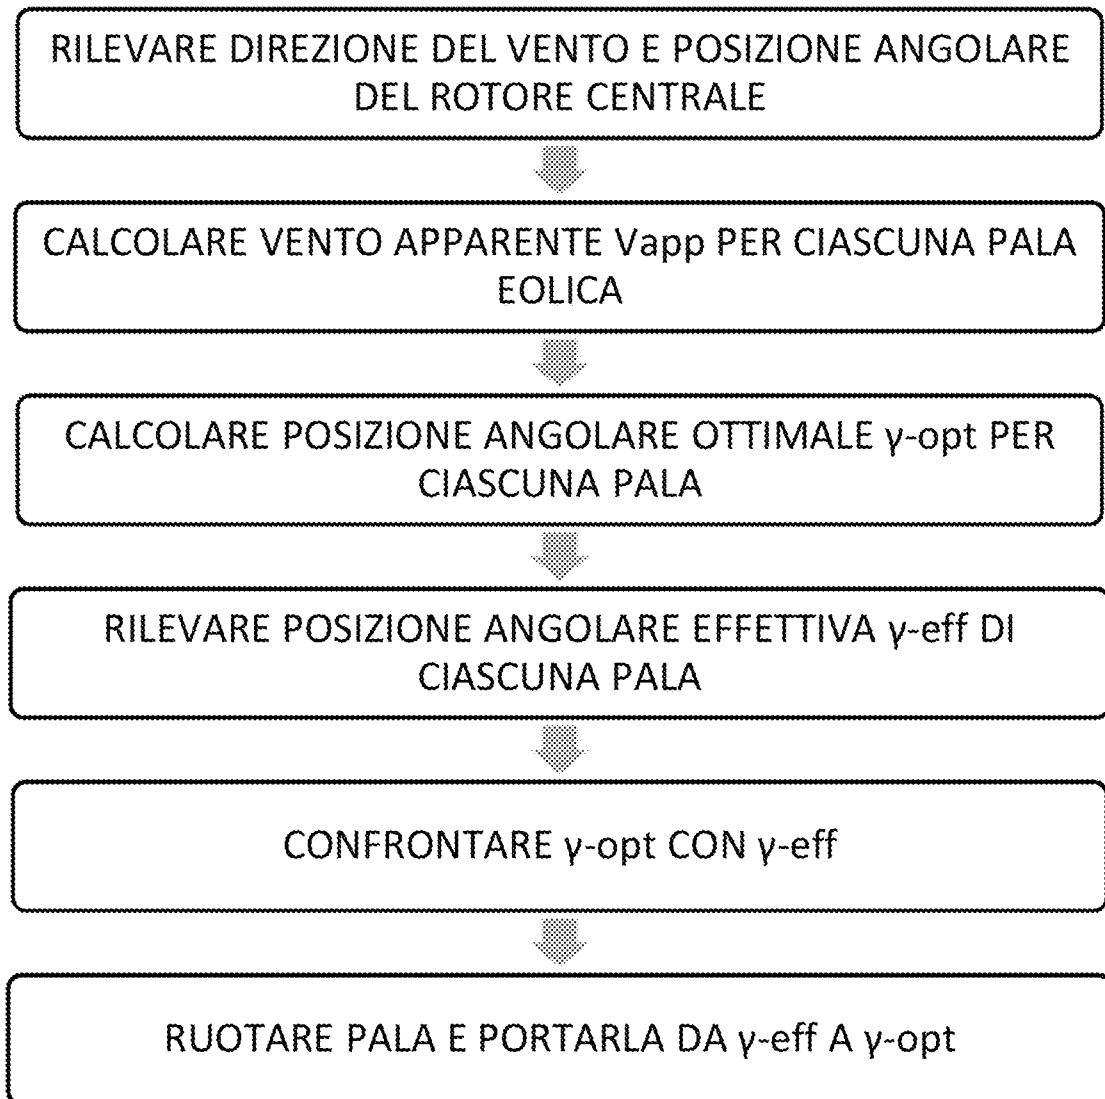 RILEVARE DIREZIONE DEL VENTO E POSIZIONE ANGOLARE
DEL ROTORE CENTRALE
CALCOLARE VENTO APPARENTE Vapp PER CIASCUNA PALA
EOLICA
CALCOLARE POSIZIONE ANGOLARE OTTIMALE γ-opt PER
CIASCUNA PALA
RILEVARE POSIZIONE ANGOLARE EFFETTIVA γ-eff DI
CIASCUNA PALA
CONFRONTARE γ-opt CON γ-eff
RUOTARE PALA E PORTARLA DA γ-eff A γ-opt